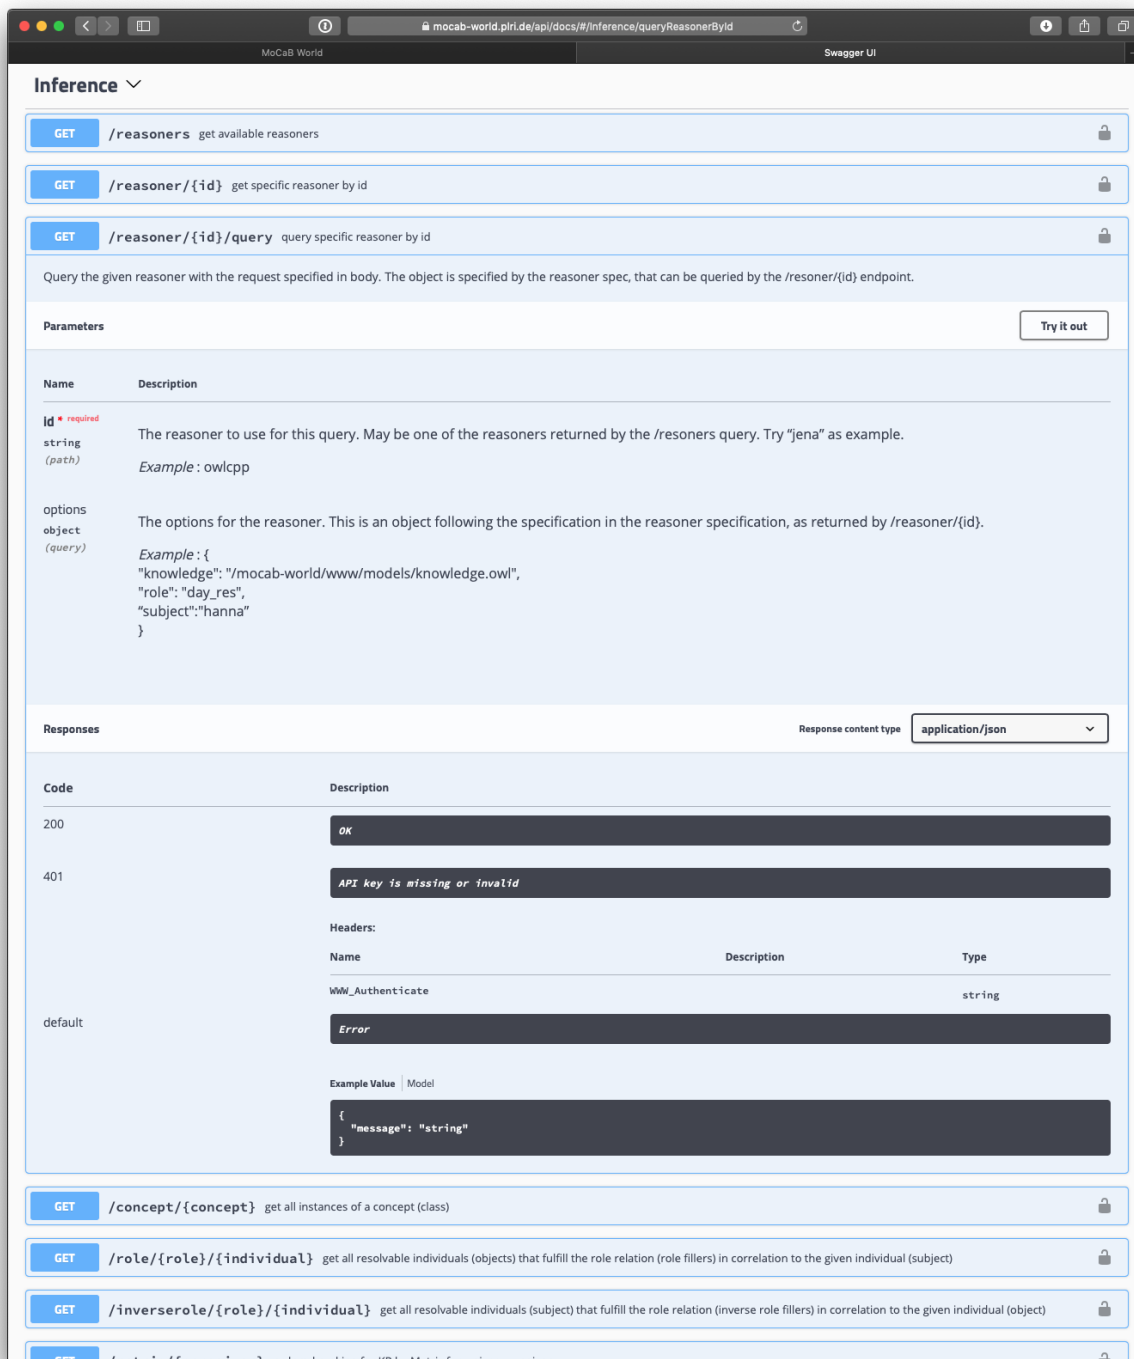 mocab-world.plri.de/api/docs/#/Inference/queryReasonerById
MoCaB World
Swagger UI
Inference
GET /reasoners get available reasoners
GET /reasoner/{id} get specific reasoner by id
GET /reasoner/{id}/query query specific reasoner by id
Query the given reasoner with the request specified in body. The object is specified by the reasoner spec, that can be queried by the /resoner/{id} endpoint.
Parameters
Try it out
Name Description
id * required
string
(path)
The reasoner to use for this query. May be one of the reasoners returned by the /resoners query. Try “jena” as example.
Example : owlcpp
options
object
(query)
The options for the reasoner. This is an object following the specification in the reasoner specification, as returned by /reasoner/{id}.
Example : {
"knowledge": "/mocab-world/www/models/knowledge.owl",
"role": "day_res",
“subject":"hanna”
}
Responses
Response content type application/json
Code Description
200 OK
401 API key is missing or invalid
Headers:
Name Description Type
WWW_Authenticate string
default Error
Example Value Model
{
"message": "string"
}
GET /concept/{concept} get all instances of a concept (class)
GET /role/{role}/{individual} get all resolvable individuals (objects) that fulfill the role relation (role fillers) in correlation to the given individual (subject)
GET /inverserole/{role}/{individual} get all resolvable individuals (subject) that fulfill the role relation (inverse role fillers) in correlation to the given individual (object)